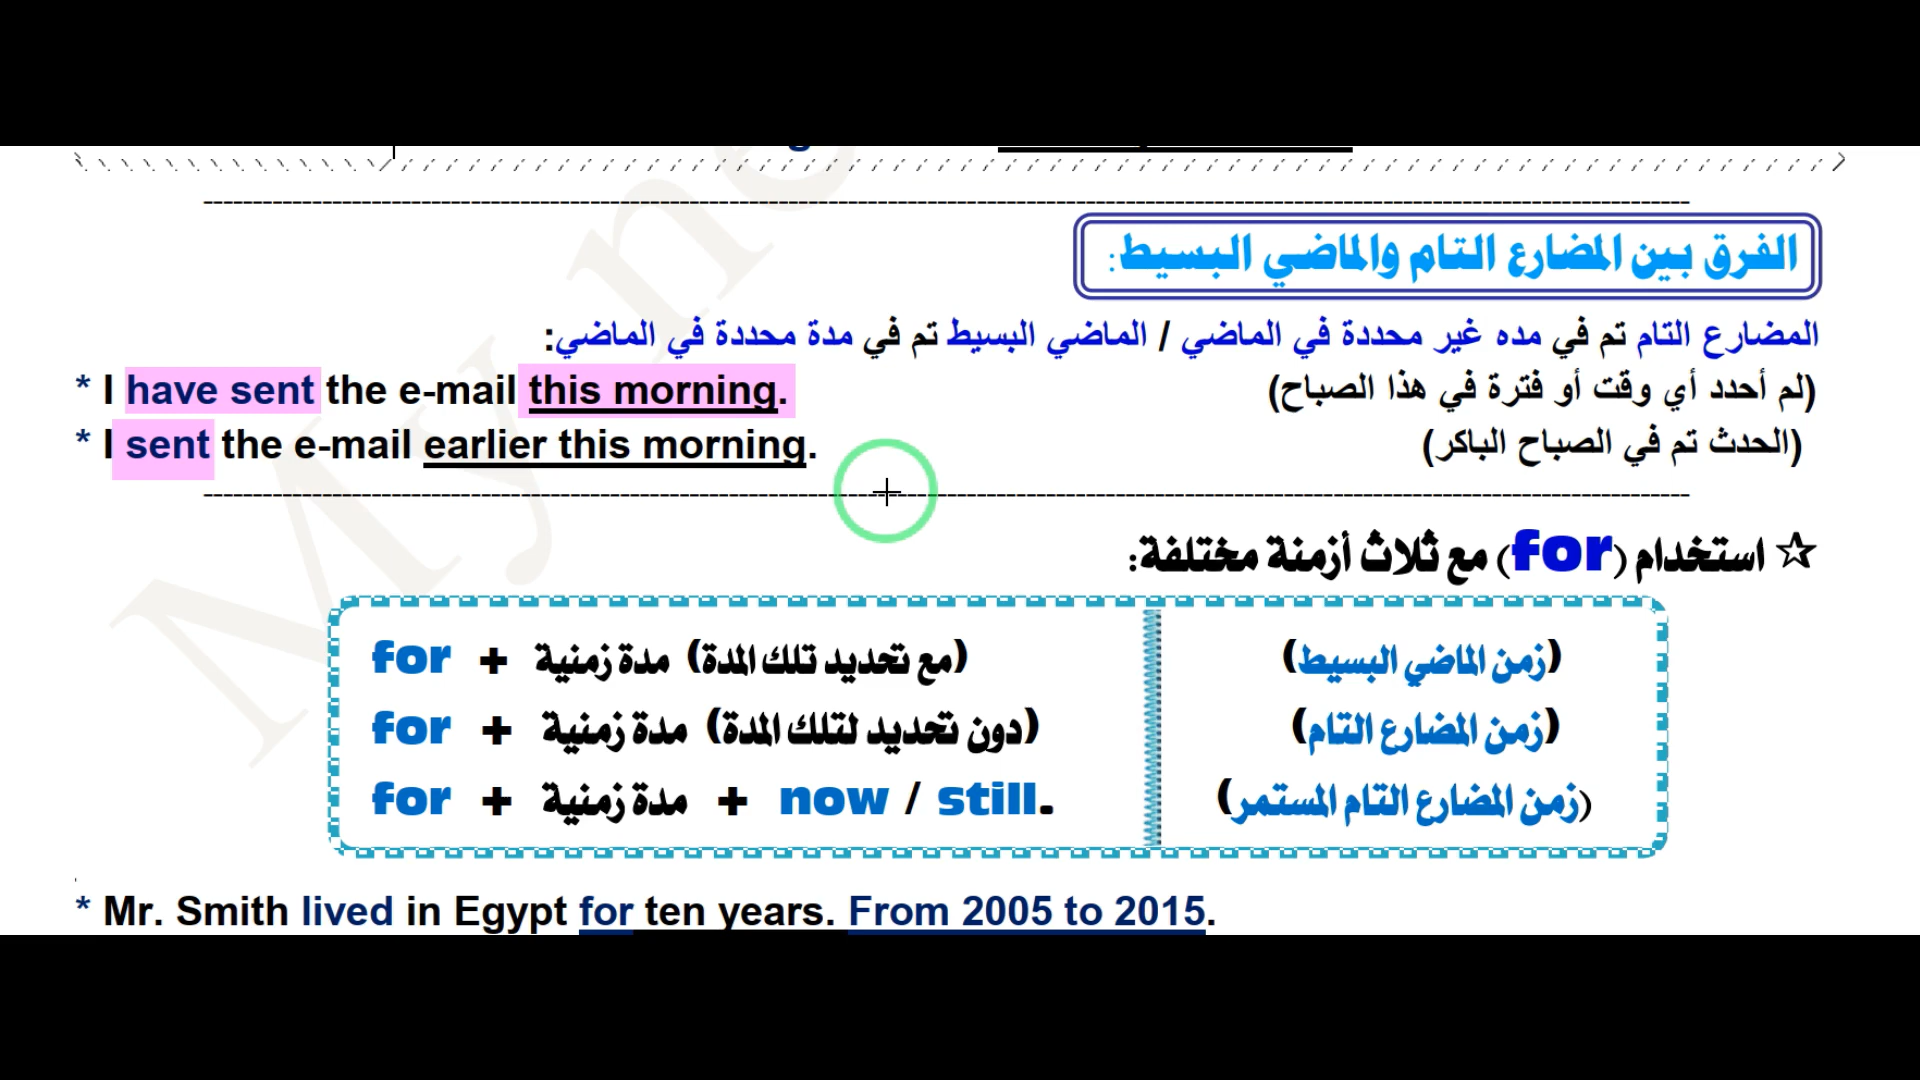 الفرق بين المضارع التام والماضي البسيط:
المضارع التام تم في مده غير محددة في الماضي / الماضي البسيط تم في مدة محددة في الماضي:
* I have sent the e-mail this morning. (لم أحدد أي وقت أو فترة في هذا الصباح)
* I sent the e-mail earlier this morning. (الحدث تم في الصباح الباكر)
☆ استخدام (for) مع ثلاث أزمنة مختلفة:
for + مدة زمنية (مع تحديد تلك المدة) (زمن الماضي البسيط)
for + مدة زمنية (دون تحديد لتلك المدة) (زمن المضارع التام)
for + مدة زمنية + now / still. (زمن المضارع التام المستمر)
* Mr. Smith lived in Egypt for ten years. From 2005 to 2015.